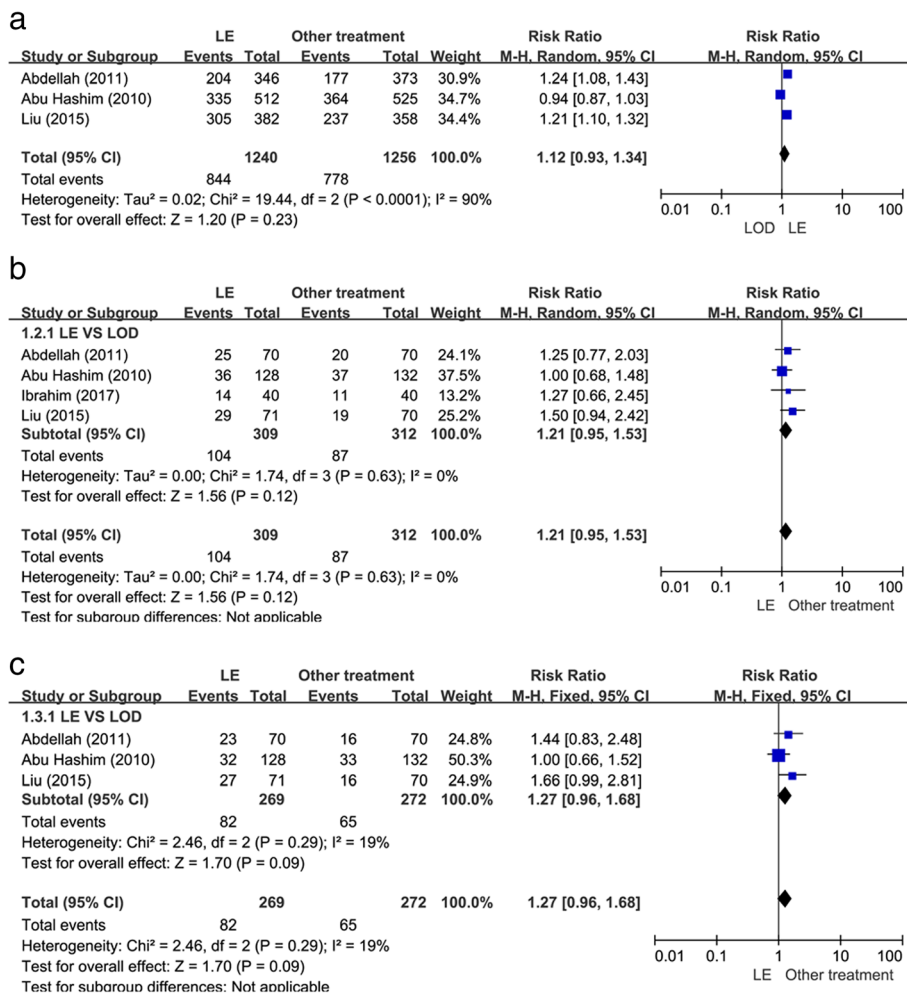 a
LE Other treatment Risk Ratio Risk Ratio
Study or Subgroup Events Total Events Total Weight M-H, Random, 95% CI M-H, Random, 95% CI
Abdellah (2011) 204 346 177 373 30.9% 1.24 [1.08, 1.43]
Abu Hashim (2010) 335 512 364 525 34.7% 0.94 [0.87, 1.03]
Liu (2015) 305 382 237 358 34.4% 1.21 [1.10, 1.32]
Total (95% CI) 1240 1256 100.0% 1.12 [0.93, 1.34]
Total events 844 778
Heterogeneity: Tau² = 0.02; Chi² = 19.44, df = 2 (P < 0.0001); I² = 90%
Test for overall effect: Z = 1.20 (P = 0.23)
0.01 0.1 1 10 100
LOD LE
b
LE Other treatment Risk Ratio Risk Ratio
Study or Subgroup Events Total Events Total Weight M-H, Random, 95% CI M-H, Random, 95% CI
1.2.1 LE VS LOD
Abdellah (2011) 25 70 20 70 24.1% 1.25 [0.77, 2.03]
Abu Hashim (2010) 36 128 37 132 37.5% 1.00 [0.68, 1.48]
Ibrahim (2017) 14 40 11 40 13.2% 1.27 [0.66, 2.45]
Liu (2015) 29 71 19 70 25.2% 1.50 [0.94, 2.42]
Subtotal (95% CI) 309 312 100.0% 1.21 [0.95, 1.53]
Total events 104 87
Heterogeneity: Tau² = 0.00; Chi² = 1.74, df = 3 (P = 0.63); I² = 0%
Test for overall effect: Z = 1.56 (P = 0.12)
Total (95% CI) 309 312 100.0% 1.21 [0.95, 1.53]
Total events 104 87
Heterogeneity: Tau² = 0.00; Chi² = 1.74, df = 3 (P = 0.63); I² = 0%
Test for overall effect: Z = 1.56 (P = 0.12)
Test for subgroup differences: Not applicable
0.01 0.1 1 10 100
LE Other treatment
c
LE Other treatment Risk Ratio Risk Ratio
Study or Subgroup Events Total Events Total Weight M-H, Fixed, 95% CI M-H, Fixed, 95% CI
1.3.1 LE VS LOD
Abdellah (2011) 23 70 16 70 24.8% 1.44 [0.83, 2.48]
Abu Hashim (2010) 32 128 33 132 50.3% 1.00 [0.66, 1.52]
Liu (2015) 27 71 16 70 24.9% 1.66 [0.99, 2.81]
Subtotal (95% CI) 269 272 100.0% 1.27 [0.96, 1.68]
Total events 82 65
Heterogeneity: Chi² = 2.46, df = 2 (P = 0.29); I² = 19%
Test for overall effect: Z = 1.70 (P = 0.09)
Total (95% CI) 269 272 100.0% 1.27 [0.96, 1.68]
Total events 82 65
Heterogeneity: Chi² = 2.46, df = 2 (P = 0.29); I² = 19%
Test for overall effect: Z = 1.70 (P = 0.09)
Test for subgroup differences: Not applicable
0.01 0.1 1 10 100
LE Other treatment